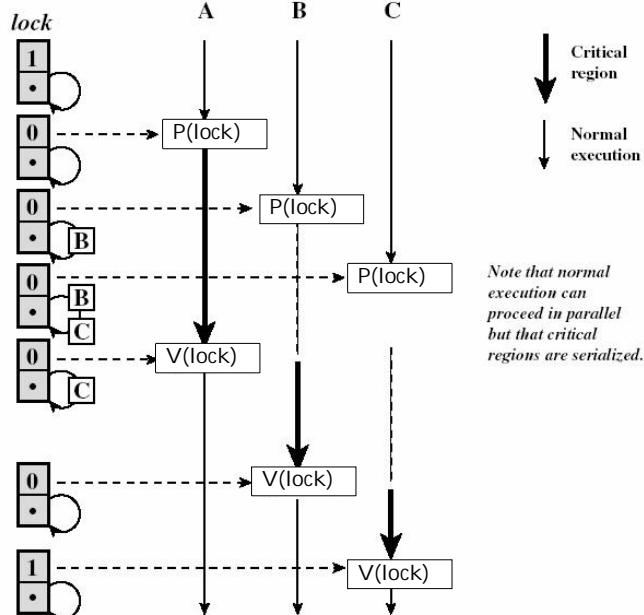 lock
A B C
1
•
0
•
P(lock)
0
•
B
P(lock)
0
•
B
C
P(lock)
0
•
C
V(lock)
0
•
V(lock)
1
•
V(lock)
Critical
region
Normal
execution
Note that normal
execution can
proceed in parallel
but that critical
regions are serialized.